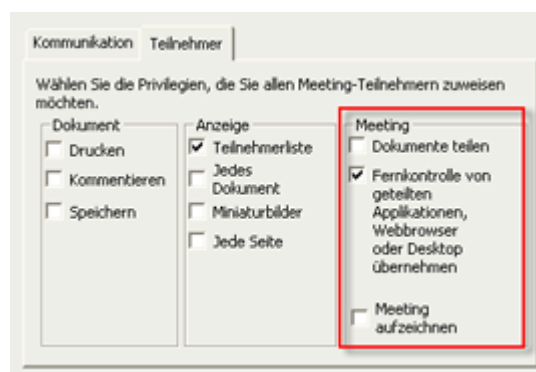 Kommunikation
Teilnehmer
Wählen Sie die Privilegien, die Sie allen Meeting-Teilnehmern zuweisen
möchten.
Dokument
Drucken
Kommentieren
Speichern
Anzeige
Teilnehmerliste
Jedes
Dokument
Miniaturbilder
Jede Seite
Meeting
Dokumente teilen
Fernkontrolle von
geteilten
Applikationen,
Webbrowser
oder Desktop
übernehmen
Meeting
aufzeichnen